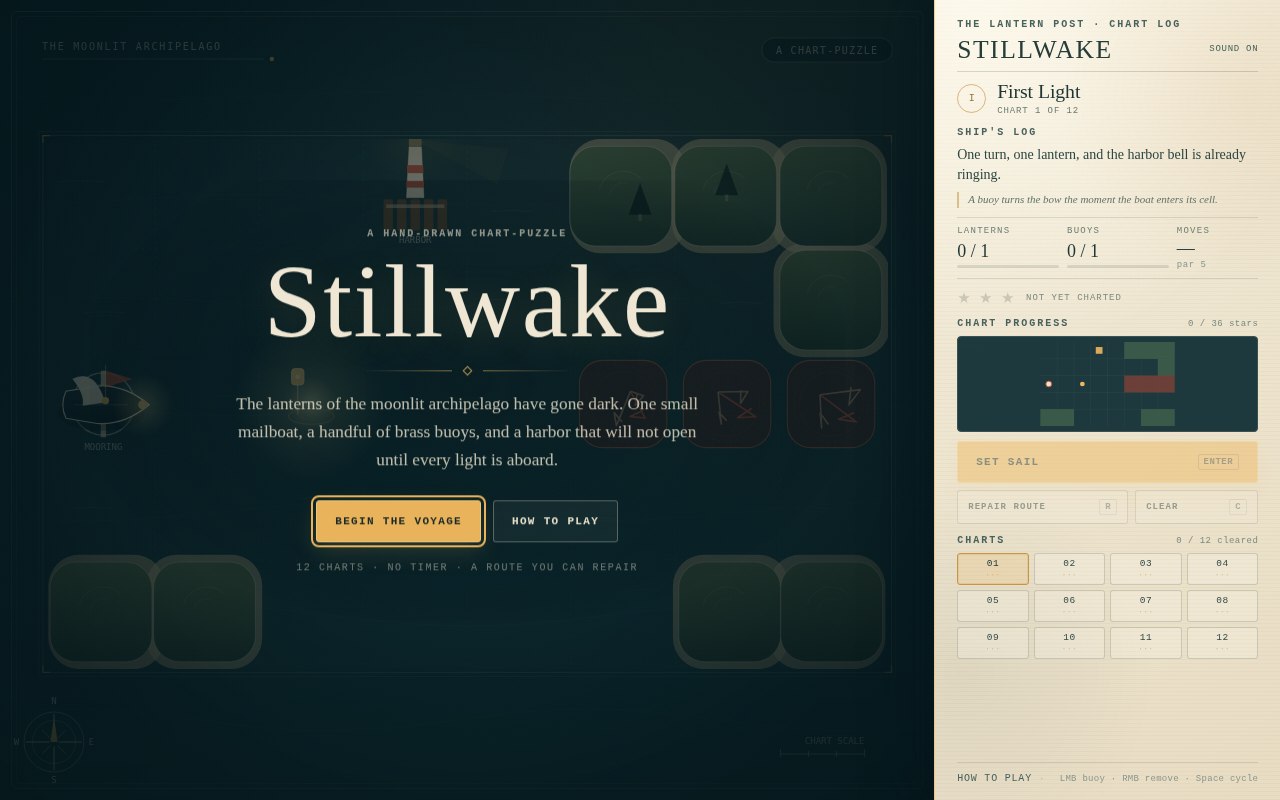 THE MOONLIT ARCHIPELAGO
A CHART-PUZZLE
HARBOR
A HAND-DRAWN CHART-PUZZLE
Stillwake
The lanterns of the moonlit archipelago have gone dark. One small
mailboat, a handful of brass buoys, and a harbor that will not open
until every light is aboard.
MOORING
BEGIN THE VOYAGE
HOW TO PLAY
12 CHARTS · NO TIMER · A ROUTE YOU CAN REPAIR
N
W
E
S
CHART SCALE
THE LANTERN POST · CHART LOG
STILLWAKE
SOUND ON
I
First Light
CHART 1 OF 12
SHIP'S LOG
One turn, one lantern, and the harbor bell is already
ringing.
A buoy turns the bow the moment the boat enters its cell.
LANTERNS
0 / 1
BUOYS
0 / 1
MOVES
—
par 5
★ ★ ★ NOT YET CHARTED
CHART PROGRESS
0 / 36 stars
SET SAIL
ENTER
REPAIR ROUTE
R
CLEAR
C
CHARTS
0 / 12 cleared
01
02
03
04
05
06
07
08
09
10
11
12
HOW TO PLAY
LMB buoy · RMB remove · Space cycle